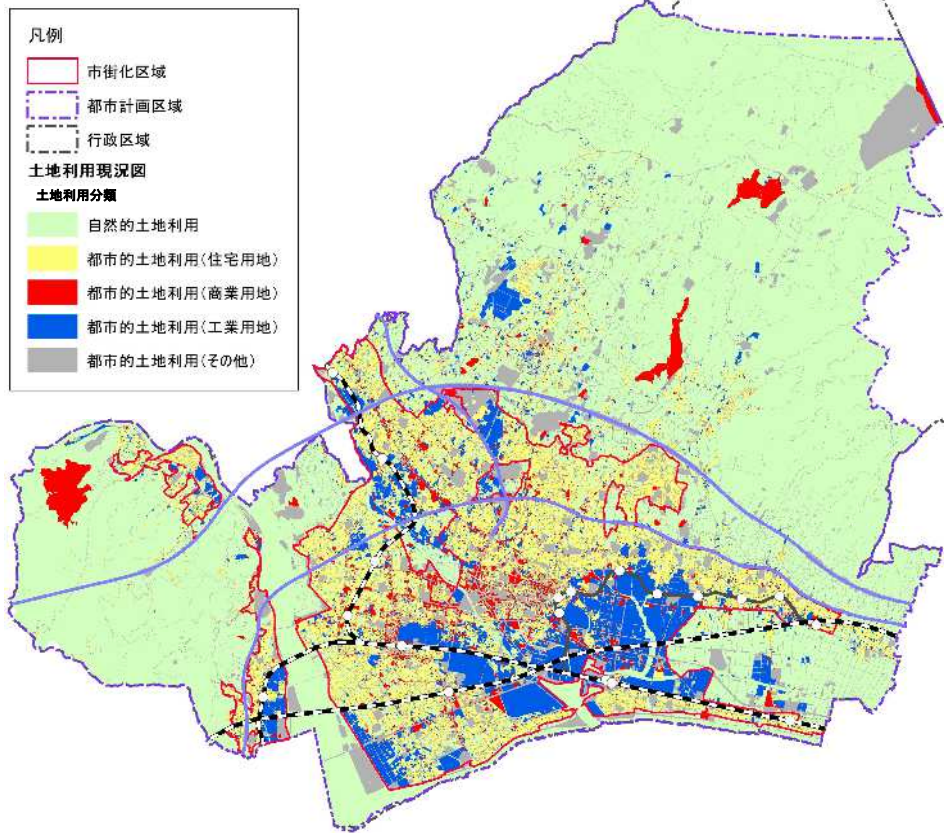 凡例
市街化区域
都市計画区域
行政区域
土地利用現況図
土地利用分類
自然的土地利用
都市的土地利用(住宅用地)
都市的土地利用(商業用地)
都市的土地利用(工業用地)
都市的土地利用(その他)